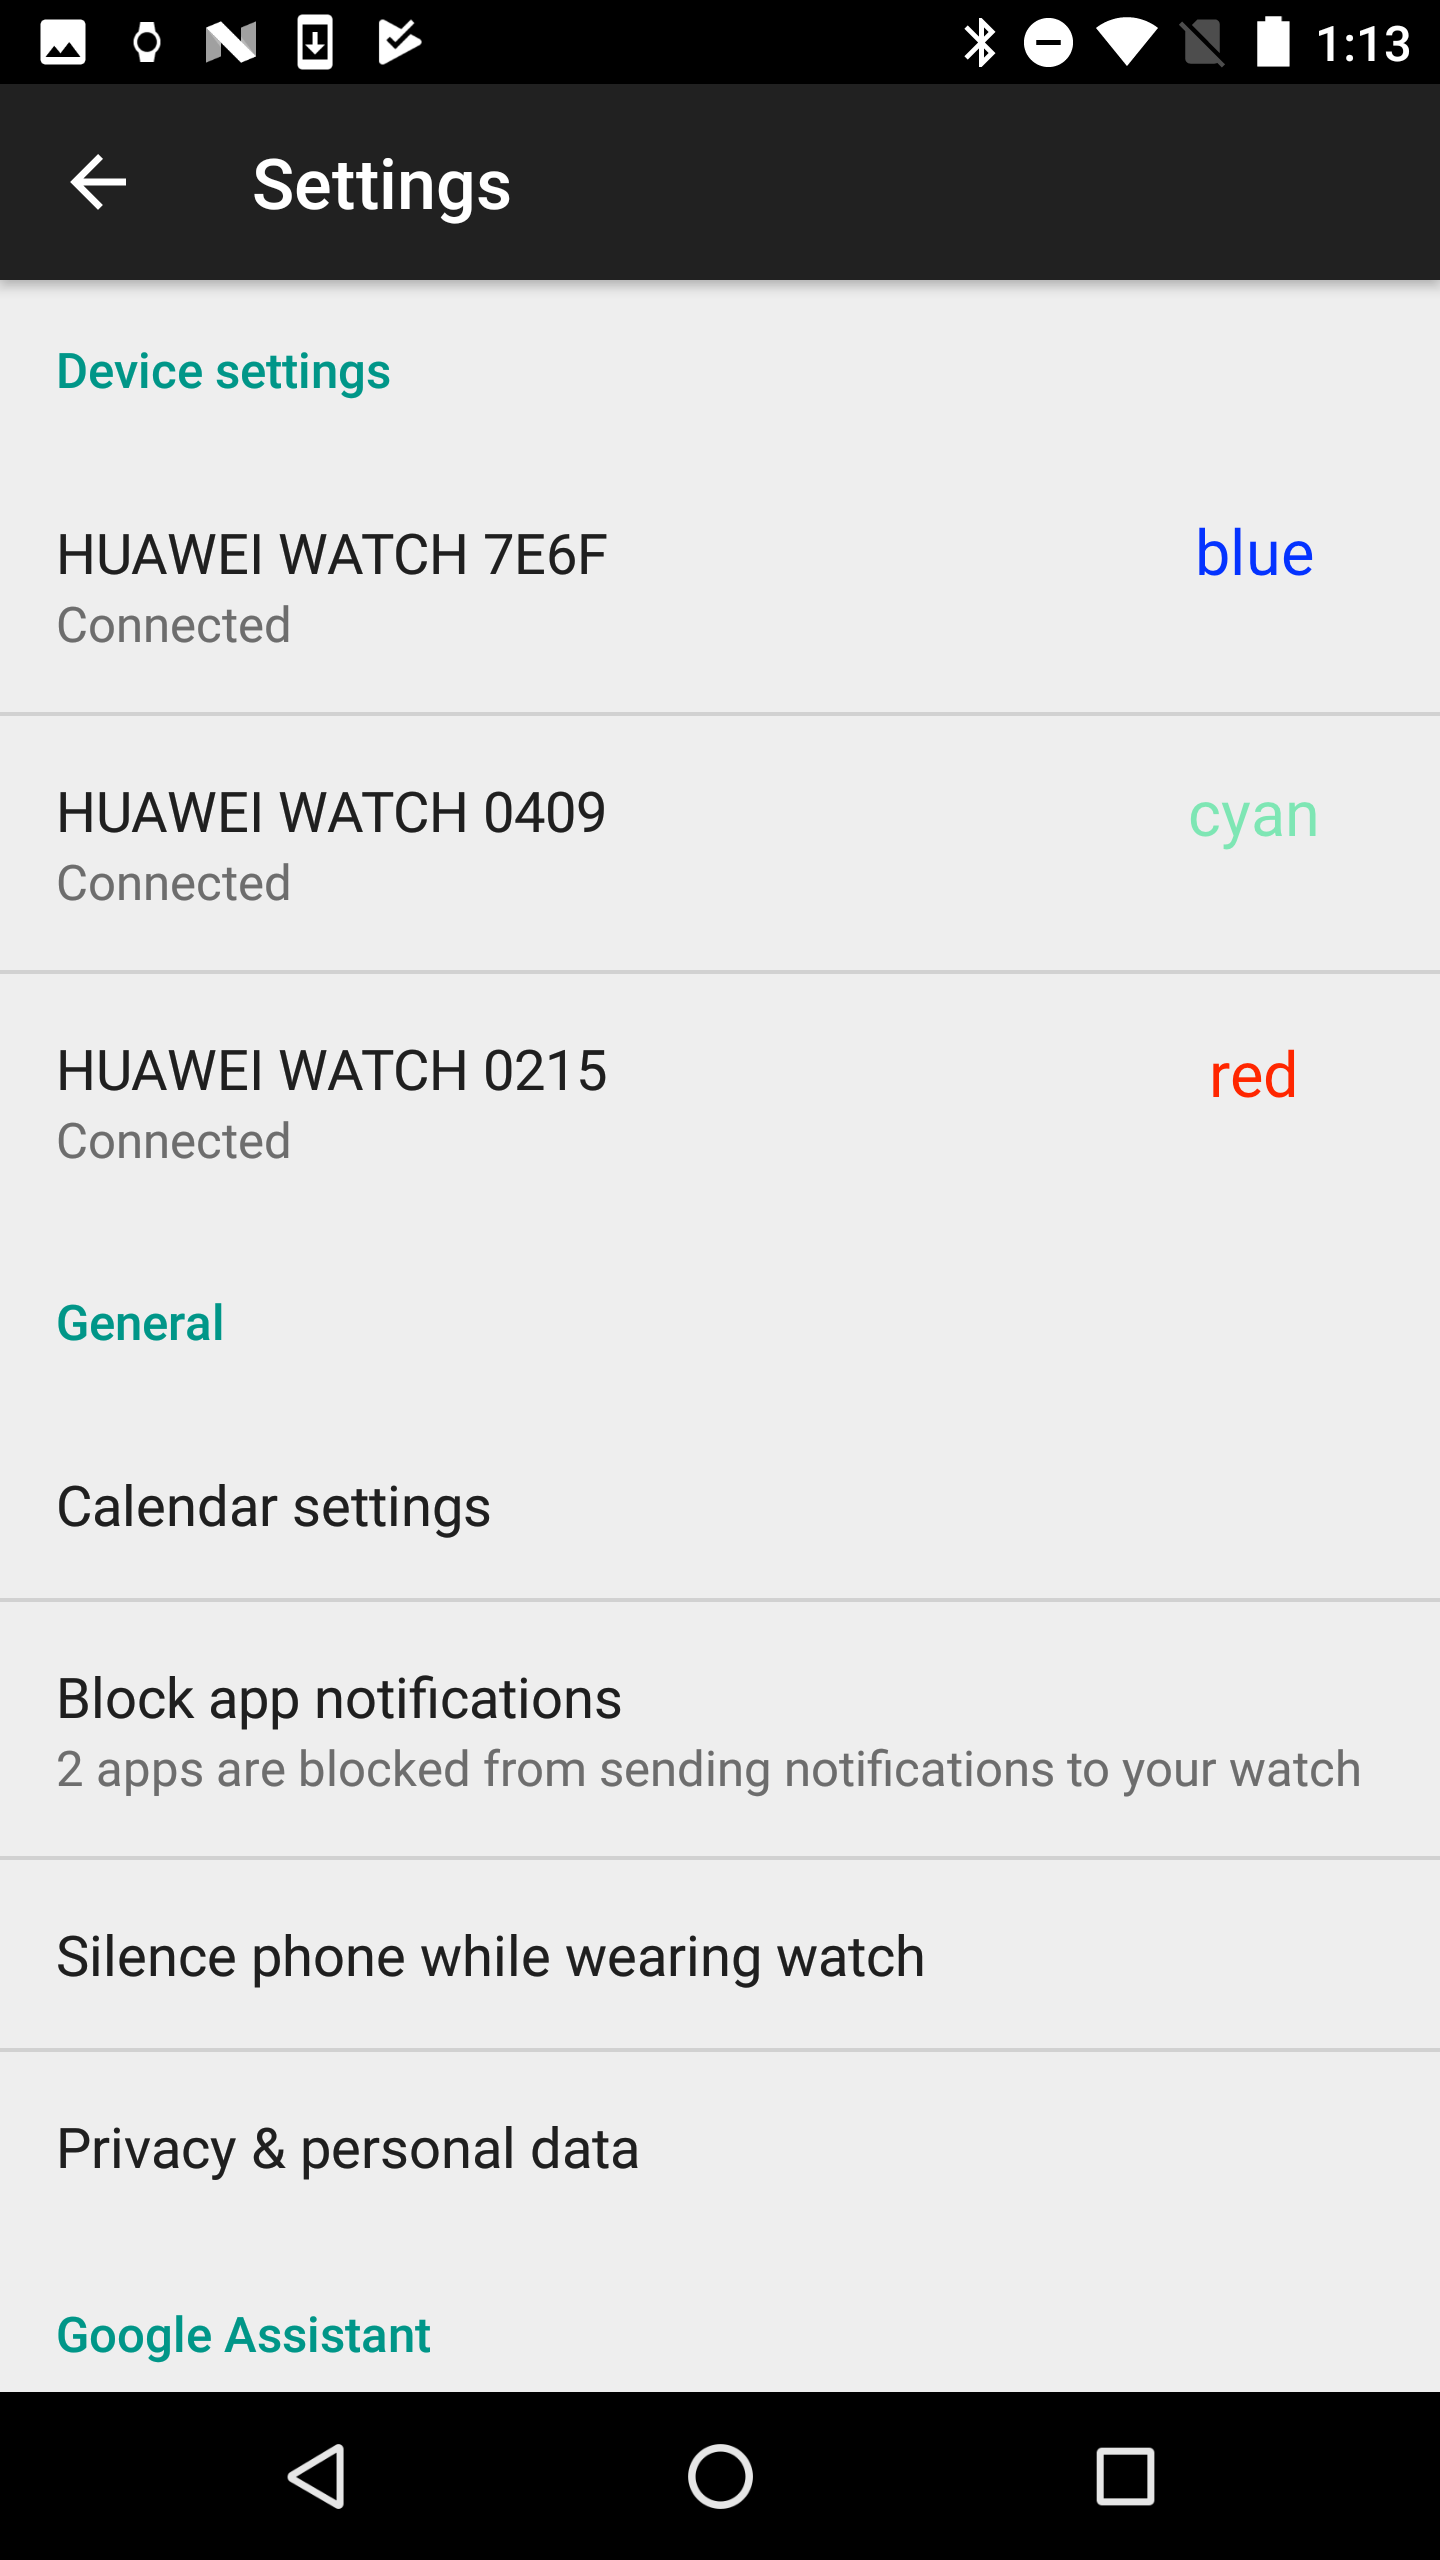 1:13
Settings
Device settings
HUAWEI WATCH 7E6F
blue
Connected
HUAWEI WATCH 0409
cyan
Connected
HUAWEI WATCH 0215
red
Connected
General
Calendar settings
Block app notifications
2 apps are blocked from sending notifications to your watch
Silence phone while wearing watch
Privacy & personal data
Google Assistant